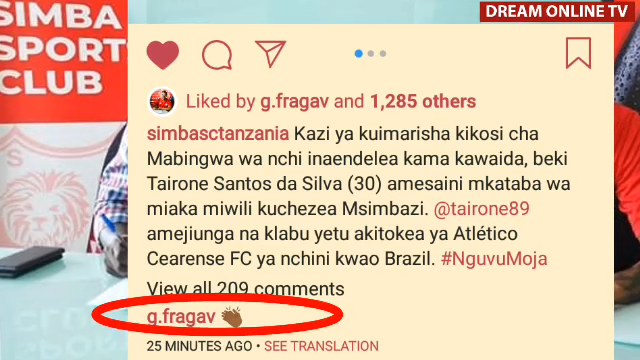 DREAM ONLINE TV
SIMBA
SPORTS
CLUB
Liked by g.fragav and 1,285 others
simbasctanzania Kazi ya kuimarisha kikosi cha
Mabingwa wa nchi inaendelea kama kawaida, beki
Tairone Santos da Silva (30) amesaini mkataba wa
miaka miwili kuchezea Msimbazi. @tairone89
amejiunga na klabu yetu akitokea ya Atlético
Cearense FC ya nchini kwao Brazil. #NguvuMoja
View all 209 comments
g.fragav 👏🏾
25 MINUTES AGO • SEE TRANSLATION